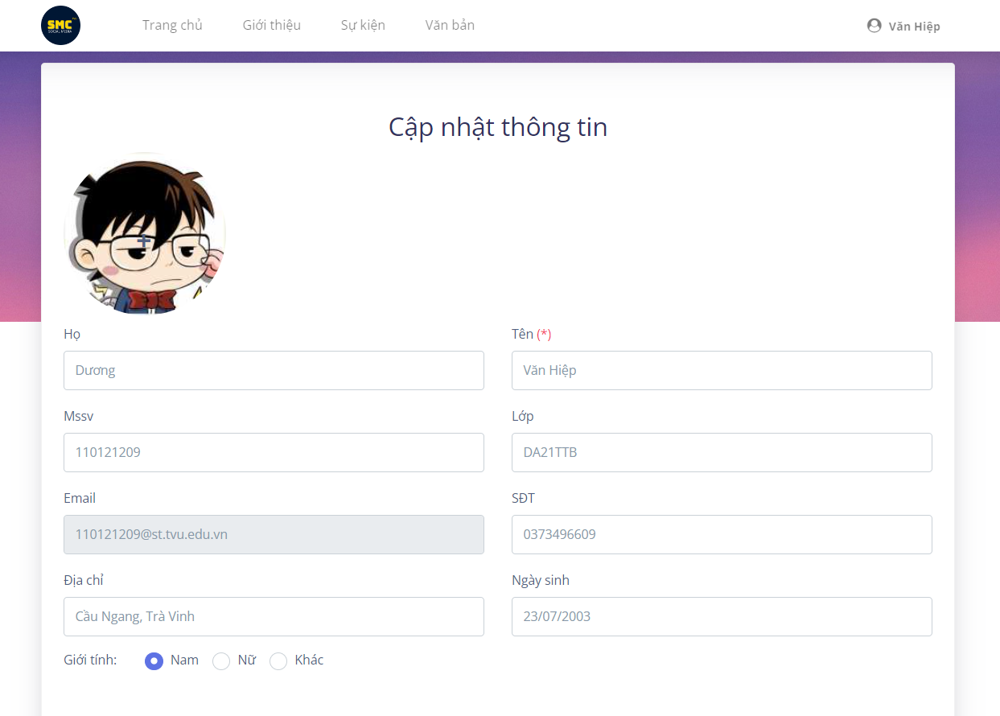 SMC
SOCIAL MEDIA
Trang chủ
Giới thiệu
Sự kiện
Văn bản
Văn Hiệp
Cập nhật thông tin
Họ
Tên (*)
Dương
Văn Hiệp
Mssv
Lớp
110121209
DA21TTB
Email
SĐT
110121209@st.tvu.edu.vn
0373496609
Địa chỉ
Ngày sinh
Cầu Ngang, Trà Vinh
23/07/2003
Giới tính: Nam Nữ Khác